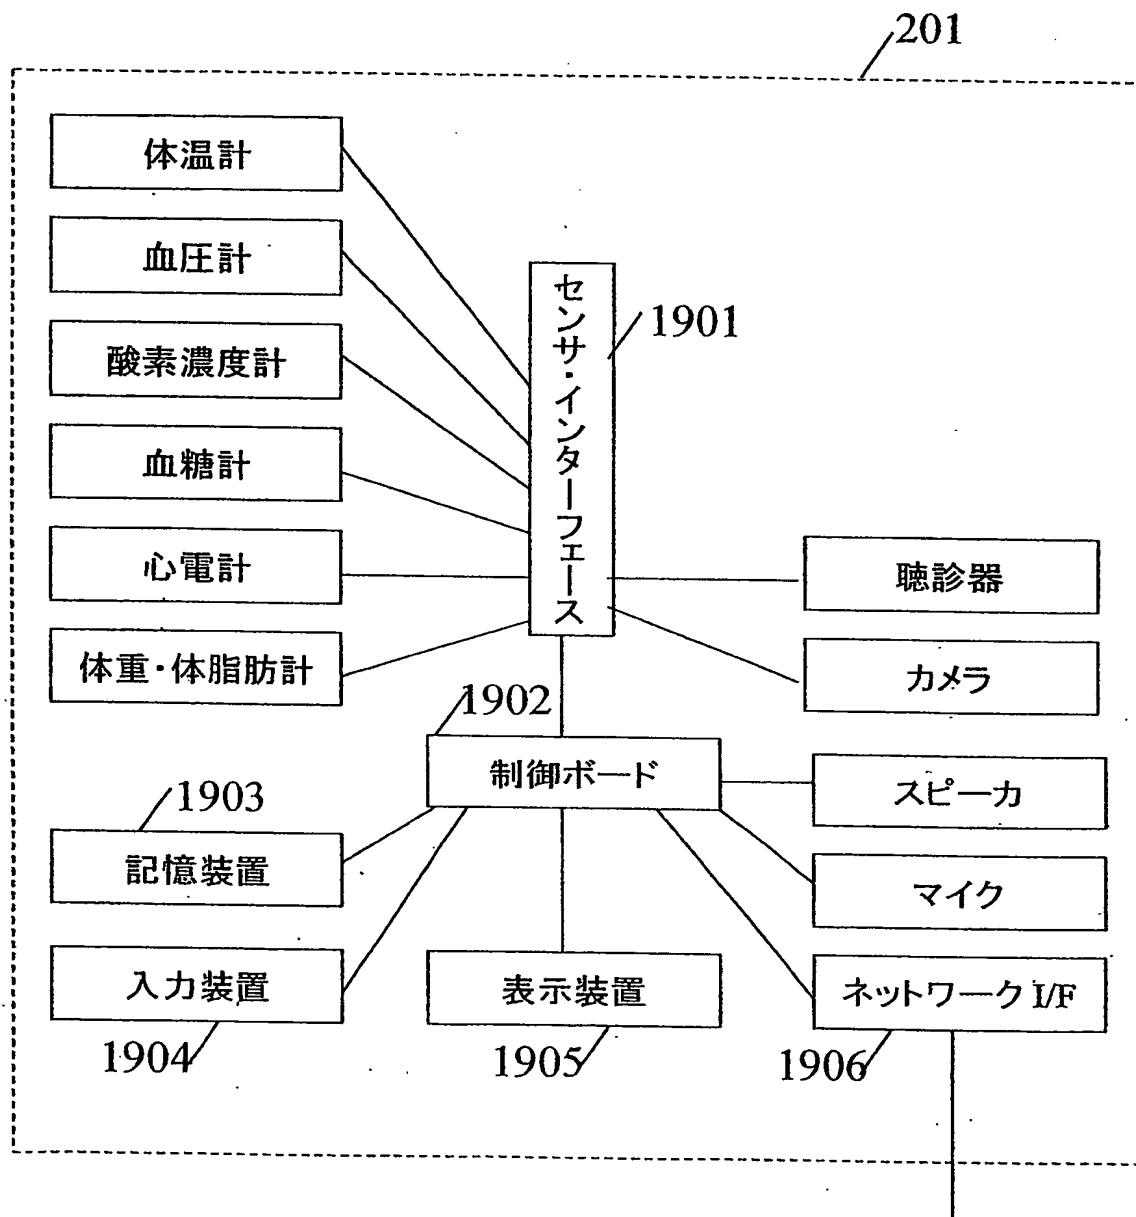 201
体温計
血圧計
酸素濃度計
血糖計
心電計
体重・体脂肪計
センサ・インターフェース
1901
聴診器
カメラ
1902
制御ボード
スピーカ
マイク
ネットワーク I/F
1903
記憶装置
入力装置
1904
表示装置
1905
1906